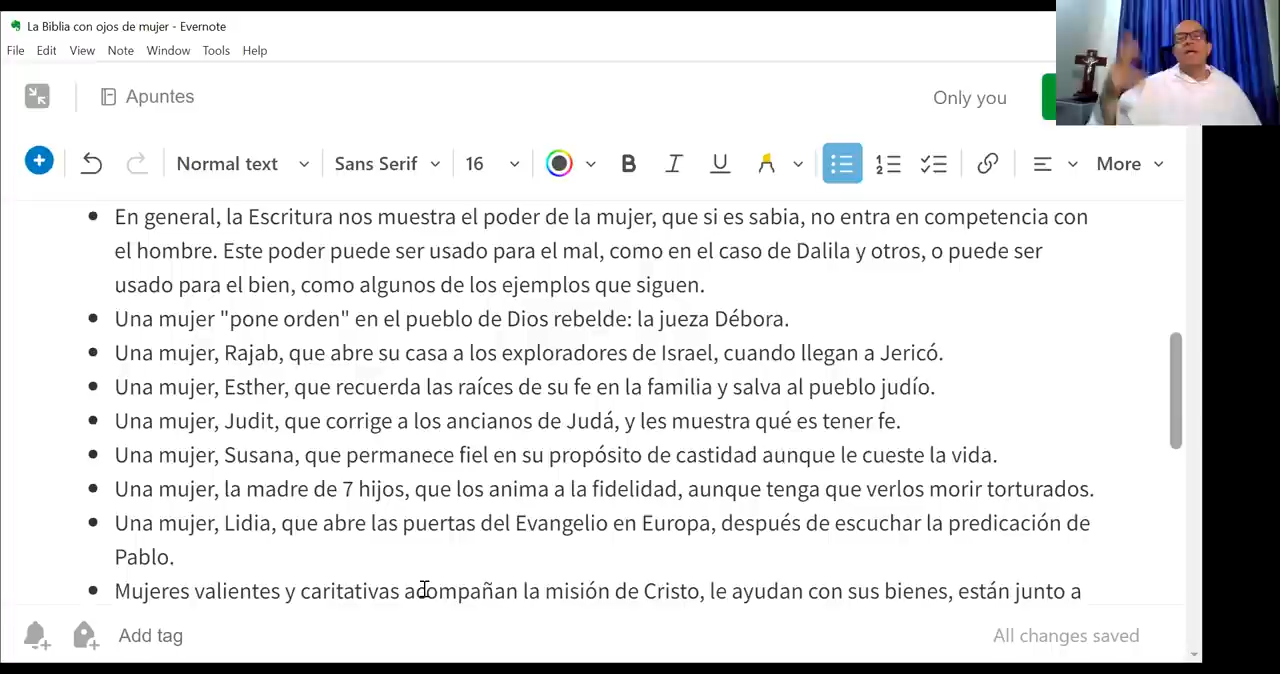 La Biblia con ojos de mujer - Evernote
File Edit View Note Window Tools Help
Apuntes
Only you
Normal text
Sans Serif
16
More
En general, la Escritura nos muestra el poder de la mujer, que si es sabia, no entra en competencia con
el hombre. Este poder puede ser usado para el mal, como en el caso de Dalila y otros, o puede ser
usado para el bien, como algunos de los ejemplos que siguen.
Una mujer "pone orden" en el pueblo de Dios rebelde: la jueza Débora.
Una mujer, Rajab, que abre su casa a los exploradores de Israel, cuando llegan a Jericó.
Una mujer, Esther, que recuerda las raíces de su fe en la familia y salva al pueblo judío.
Una mujer, Judit, que corrige a los ancianos de Judá, y les muestra qué es tener fe.
Una mujer, Susana, que permanece fiel en su propósito de castidad aunque le cueste la vida.
Una mujer, la madre de 7 hijos, que los anima a la fidelidad, aunque tenga que verlos morir torturados.
Una mujer, Lidia, que abre las puertas del Evangelio en Europa, después de escuchar la predicación de
Pablo.
Mujeres valientes y caritativas acompañan la misión de Cristo, le ayudan con sus bienes, están junto a
Add tag
All changes saved